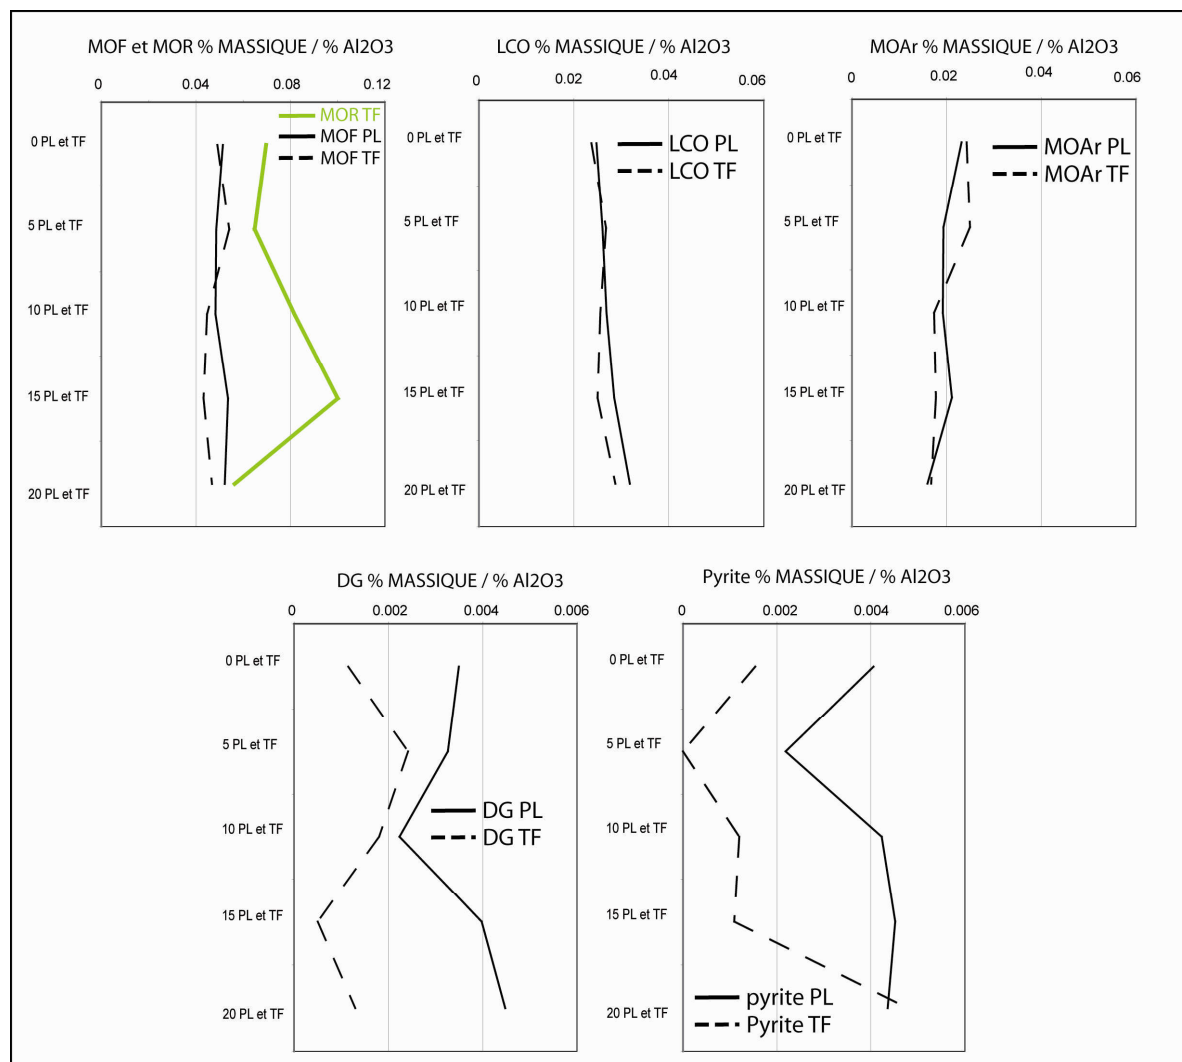 MOF et MOR % MASSIQUE / % Al2O3
0 0.04 0.08 0.12
MOR TF
MOF PL
MOF TF
0 PL et TF
5 PL et TF
10 PL et TF
15 PL et TF
20 PL et TF
LCO % MASSIQUE / % Al2O3
0 0.02 0.04 0.06
LCO PL
LCO TF
0 PL et TF
5 PL et TF
10 PL et TF
15 PL et TF
20 PL et TF
MOAr % MASSIQUE / % Al2O3
0 0.02 0.04 0.06
MOAr PL
MOAr TF
0 PL et TF
5 PL et TF
10 PL et TF
15 PL et TF
20 PL et TF
DG % MASSIQUE / % Al2O3
0 0.002 0.004 0.006
0 PL et TF
5 PL et TF
10 PL et TF
15 PL et TF
20 PL et TF
DG PL
DG TF
Pyrite % MASSIQUE / % Al2O3
0 0.002 0.004 0.006
0 PL et TF
5 PL et TF
10 PL et TF
15 PL et TF
20 PL et TF
pyrite PL
Pyrite TF